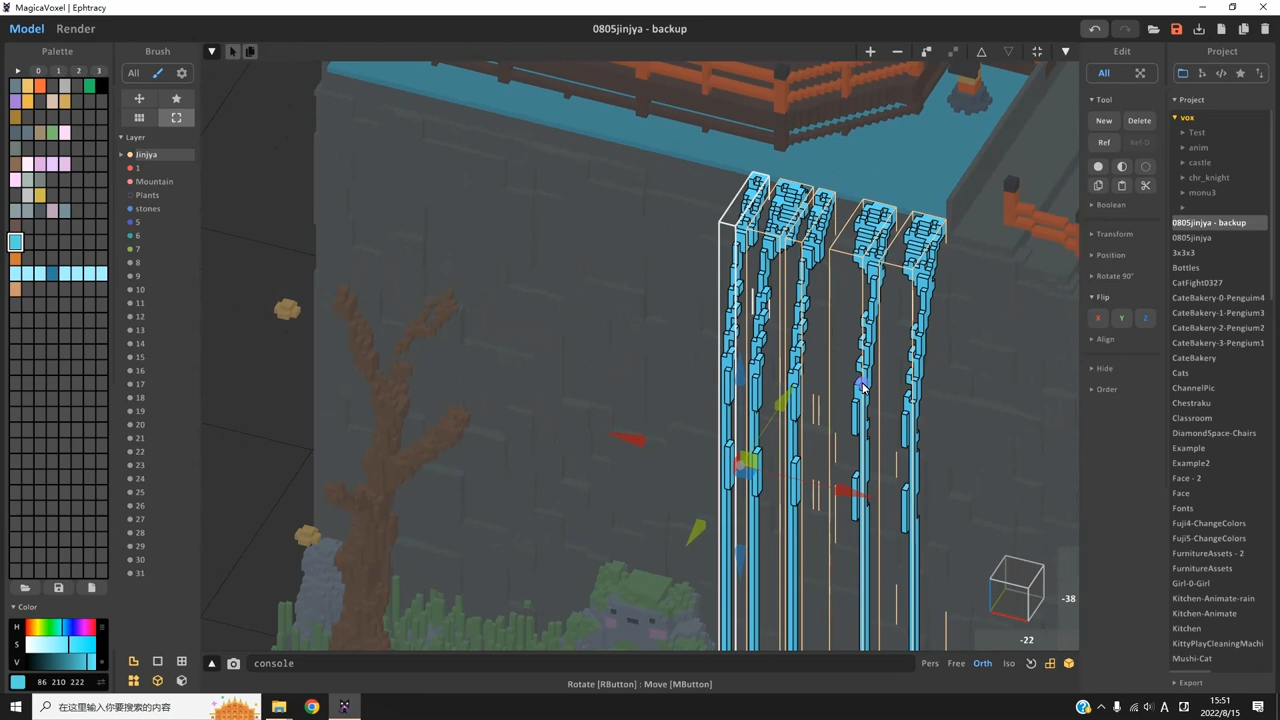 MagicaVoxel | Ephtracy
Model Render
0805jinjya - backup
Palette
0 1 2 3
Brush
All
Layer
Jinjya
1
Mountain
Plants
stones
5
6
7
8
9
10
11
12
13
14
15
16
17
18
19
20
21
22
23
24
25
26
27
28
29
30
31
Color
H
S
V
86 210 222
console
Pers Free Orth Iso
Rotate [RButton] : Move [MButton]
-38
-22
Edit
All
Tool
New Delete
Ref Ref-D
Boolean
Transform
Position
Rotate 90°
Flip
X Y Z
Align
Hide
Order
Project
Project
vox
Test
anim
castle
chr_knight
monu3
0805jinjya - backup
0805jinjya
3x3x3
Bottles
CatFight0327
CateBakery-0-Penguim4
CateBakery-1-Pengium3
CateBakery-2-Pengium2
CateBakery-3-Pengium1
CateBakery
Cats
ChannelPic
Chestraku
Classroom
DiamondSpace-Chairs
Example
Example2
Face - 2
Face
Fonts
Fuji4-ChangeColors
Fuji5-ChangeColors
FurnitureAssets - 2
FurnitureAssets
Girl-0-Girl
Kitchen-Animate-rain
Kitchen-Animate
Kitchen
KittyPlayCleaningMachi
Mushi-Cat
Export
在这里输入你要搜索的内容
15:51
2022/8/15